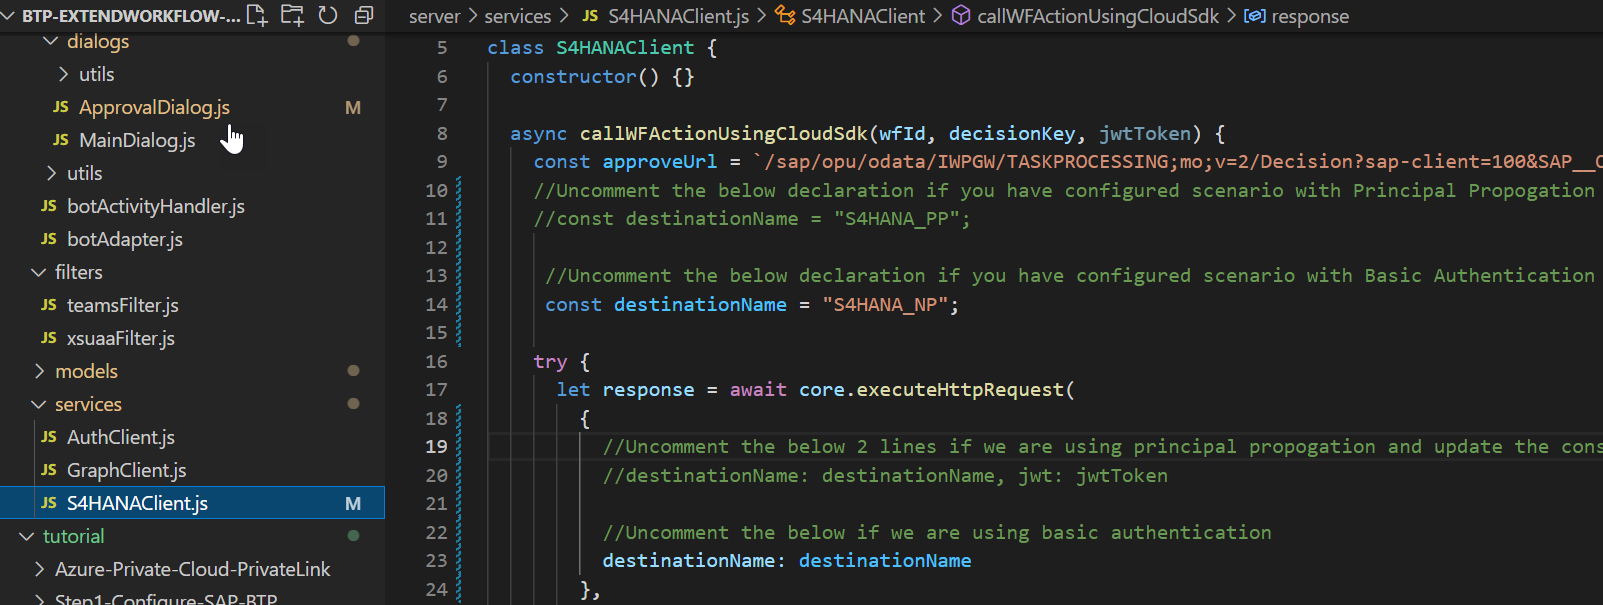 BTP-EXTENDWORKFLOW-...
dialogs
utils
JS ApprovalDialog.js M
JS MainDialog.js
utils
JS botActivityHandler.js
JS botAdapter.js
filters
JS teamsFilter.js
JS xsuaaFilter.js
models
services
JS AuthClient.js
JS GraphClient.js
JS S4HANAClient.js M
tutorial
Azure-Private-Cloud-PrivateLink
Step1-Configure-SAP-BTP
server > services > JS S4HANAClient.js > S4HANAClient > callWFActionUsingCloudSdk > response
5 class S4HANAClient {
6 constructor() {}
7
8 async callWFActionUsingCloudSdk(wfId, decisionKey, jwtToken) {
9 const approveUrl = `/sap/opu/odata/IWPGW/TASKPROCESSING;mo;v=2/Decision?sap-client=100&SAP__
10 //Uncomment the below declaration if you have configured scenario with Principal Propogation
11 //const destinationName = "S4HANA_PP";
12
13 //Uncomment the below declaration if you have configured scenario with Basic Authentication
14 const destinationName = "S4HANA_NP";
15
16 try {
17 let response = await core.executeHttpRequest(
18 {
19 //Uncomment the below 2 lines if we are using principal propogation and update the cons
20 //destinationName: destinationName, jwt: jwtToken
21
22 //Uncomment the below if we are using basic authentication
23 destinationName: destinationName
24 },